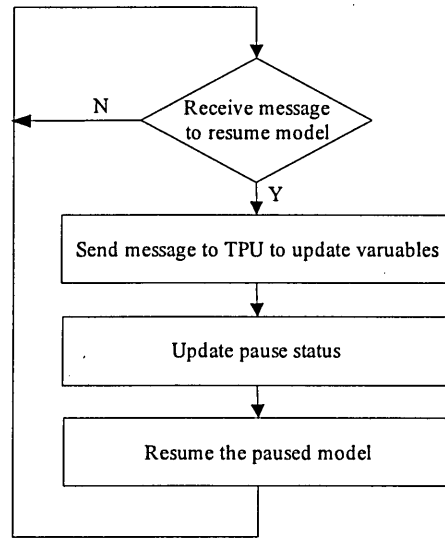 Receive message
to resume model
N
Y
Send message to TPU to update varuables
Update pause status
Resume the paused model